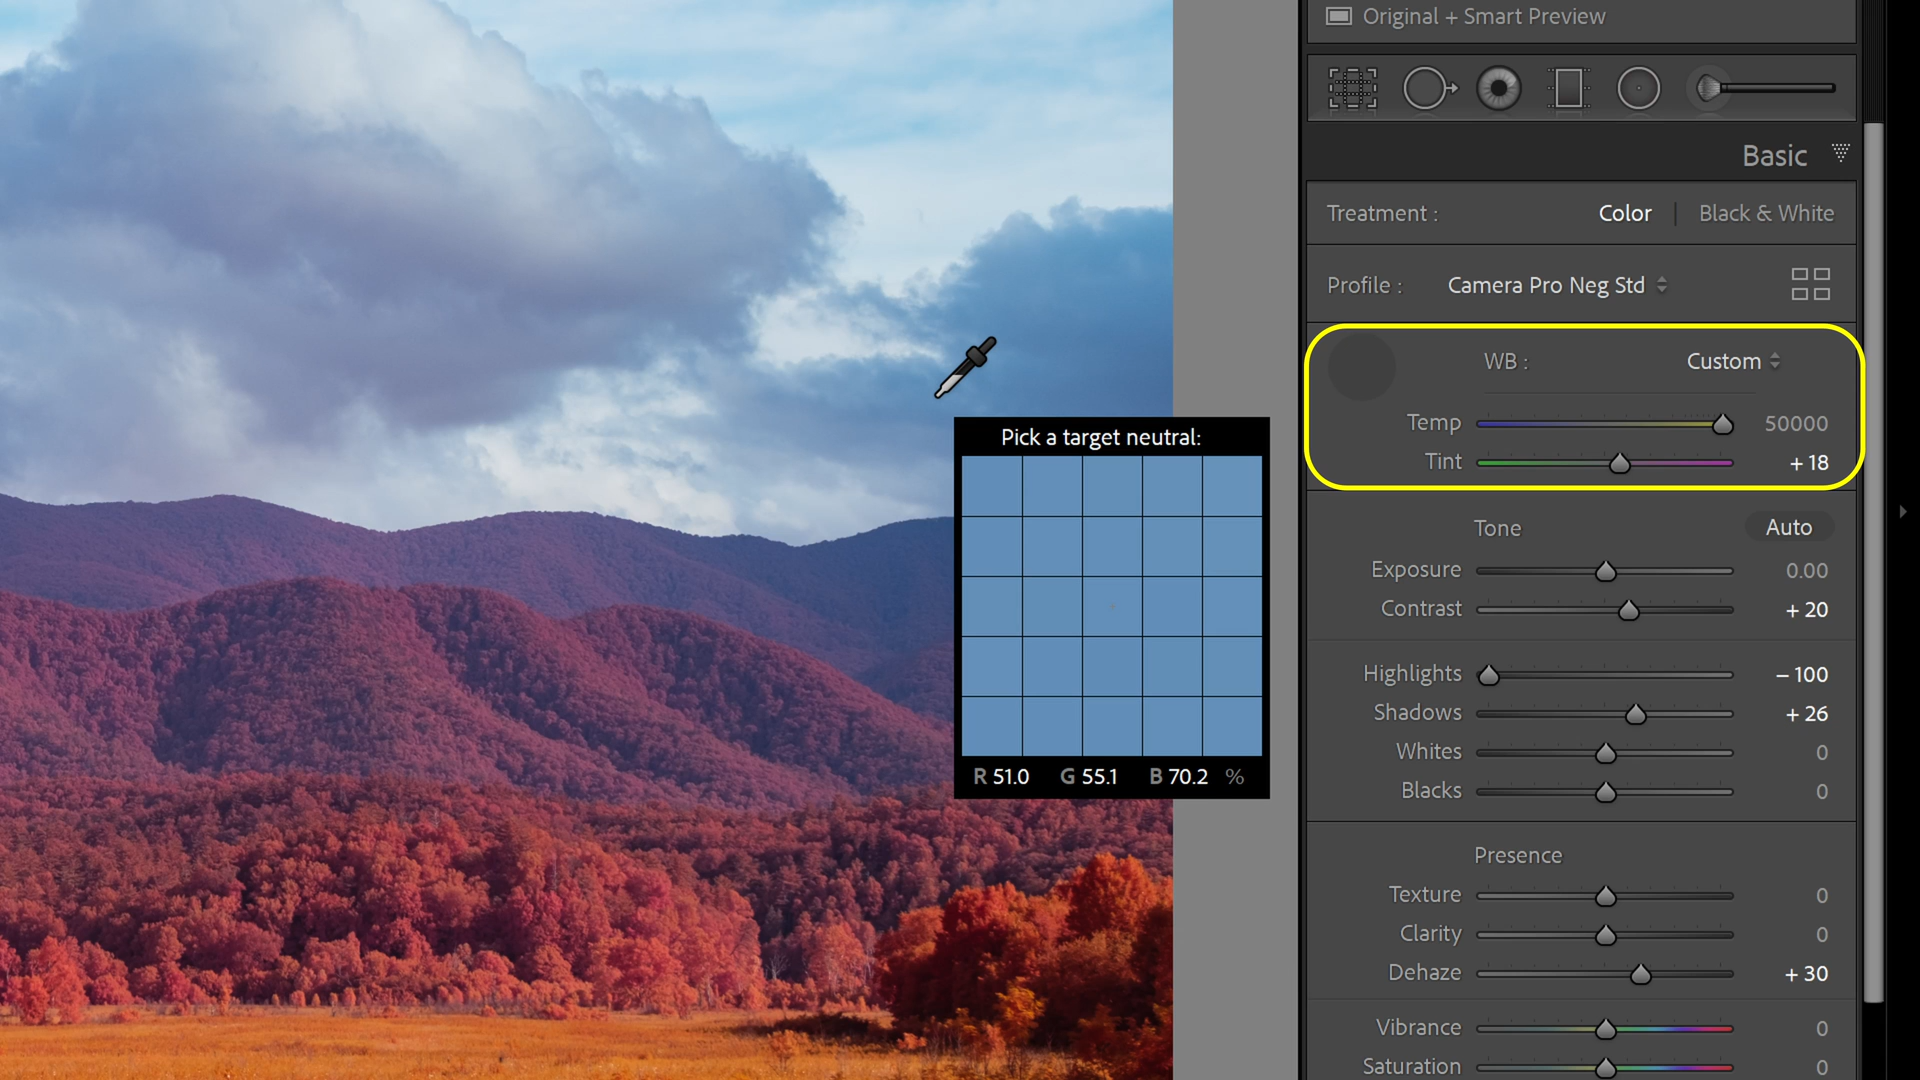 Original + Smart Preview
Basic
Treatment : Color | Black & White
Profile : Camera Pro Neg Std
WB : Custom
Temp 50000
Tint + 18
Pick a target neutral:
R 51.0 G 55.1 B 70.2 %
Tone Auto
Exposure 0.00
Contrast + 20
Highlights – 100
Shadows + 26
Whites 0
Blacks 0
Presence
Texture 0
Clarity 0
Dehaze + 30
Vibrance 0
Saturation 0